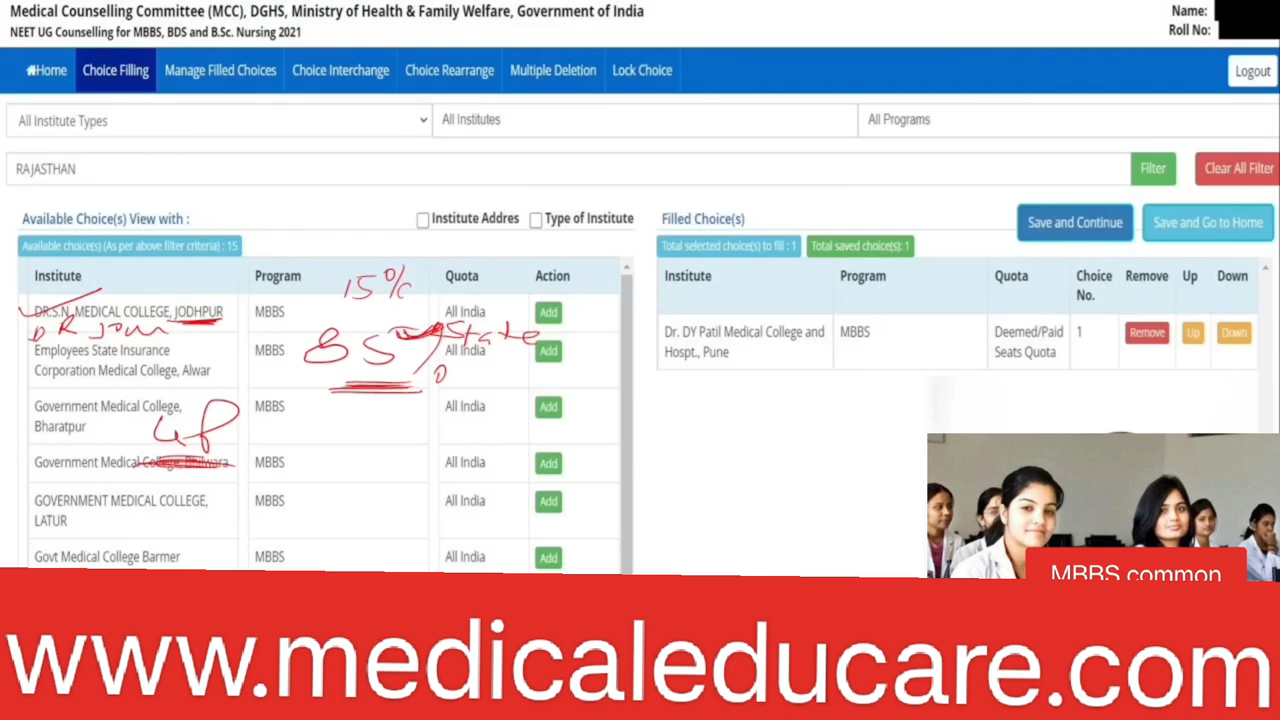 Medical Counselling Committee (MCC), DGHS, Ministry of Health & Family Welfare, Government of India
NEET UG Counselling for MBBS, BDS and B.Sc. Nursing 2021
Name:
Roll No:
Home Choice Filling Manage Filled Choices Choice Interchange Choice Rearrange Multiple Deletion Lock Choice Logout
All Institute Types All Institutes All Programs
RAJASTHAN Filter Clear All Filter
Available Choice(s) View with : Institute Addres Type of Institute
Available choice(s) (As per above filter criteria) : 15
Institute Program Quota Action
15%
DR.S.N. MEDICAL COLLEGE, JODHPUR MBBS All India Add
85% State
Employees State Insurance
Corporation Medical College, Alwar MBBS All India Add
Government Medical College,
Bharatpur MBBS All India Add
Government Medical College, Bhilwara MBBS All India Add
GOVERNMENT MEDICAL COLLEGE,
LATUR MBBS All India Add
Govt Medical College Barmer MBBS All India Add
Filled Choice(s) Save and Continue Save and Go to Home
Total selected choice(s) to fill : 1 Total saved choice(s): 1
Institute Program Quota Choice
No. Remove Up Down
Dr. DY Patil Medical College and
Hospt., Pune MBBS Deemed/Paid
Seats Quota 1 Remove Up Down
MBBS common
www.medicaleducare.com